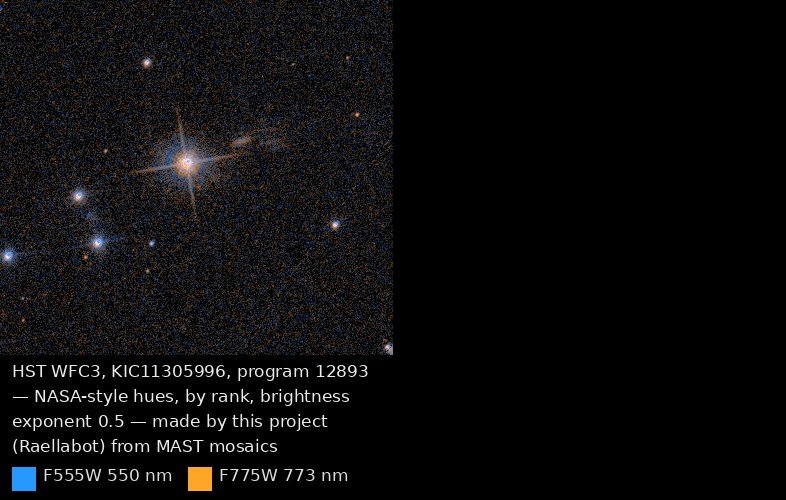 HST WFC3, KIC11305996, program 12893
— NASA-style hues, by rank, brightness
exponent 0.5 — made by this project
(Raellabot) from MAST mosaics
F555W 550 nm F775W 773 nm